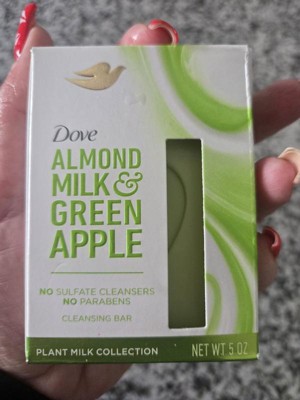 Dove
ALMOND
MILK &
GREEN
APPLE
NO SULFATE CLEANSERS
NO PARABENS
CLEANSING BAR
PLANT MILK COLLECTION
NET WT 5 OZ